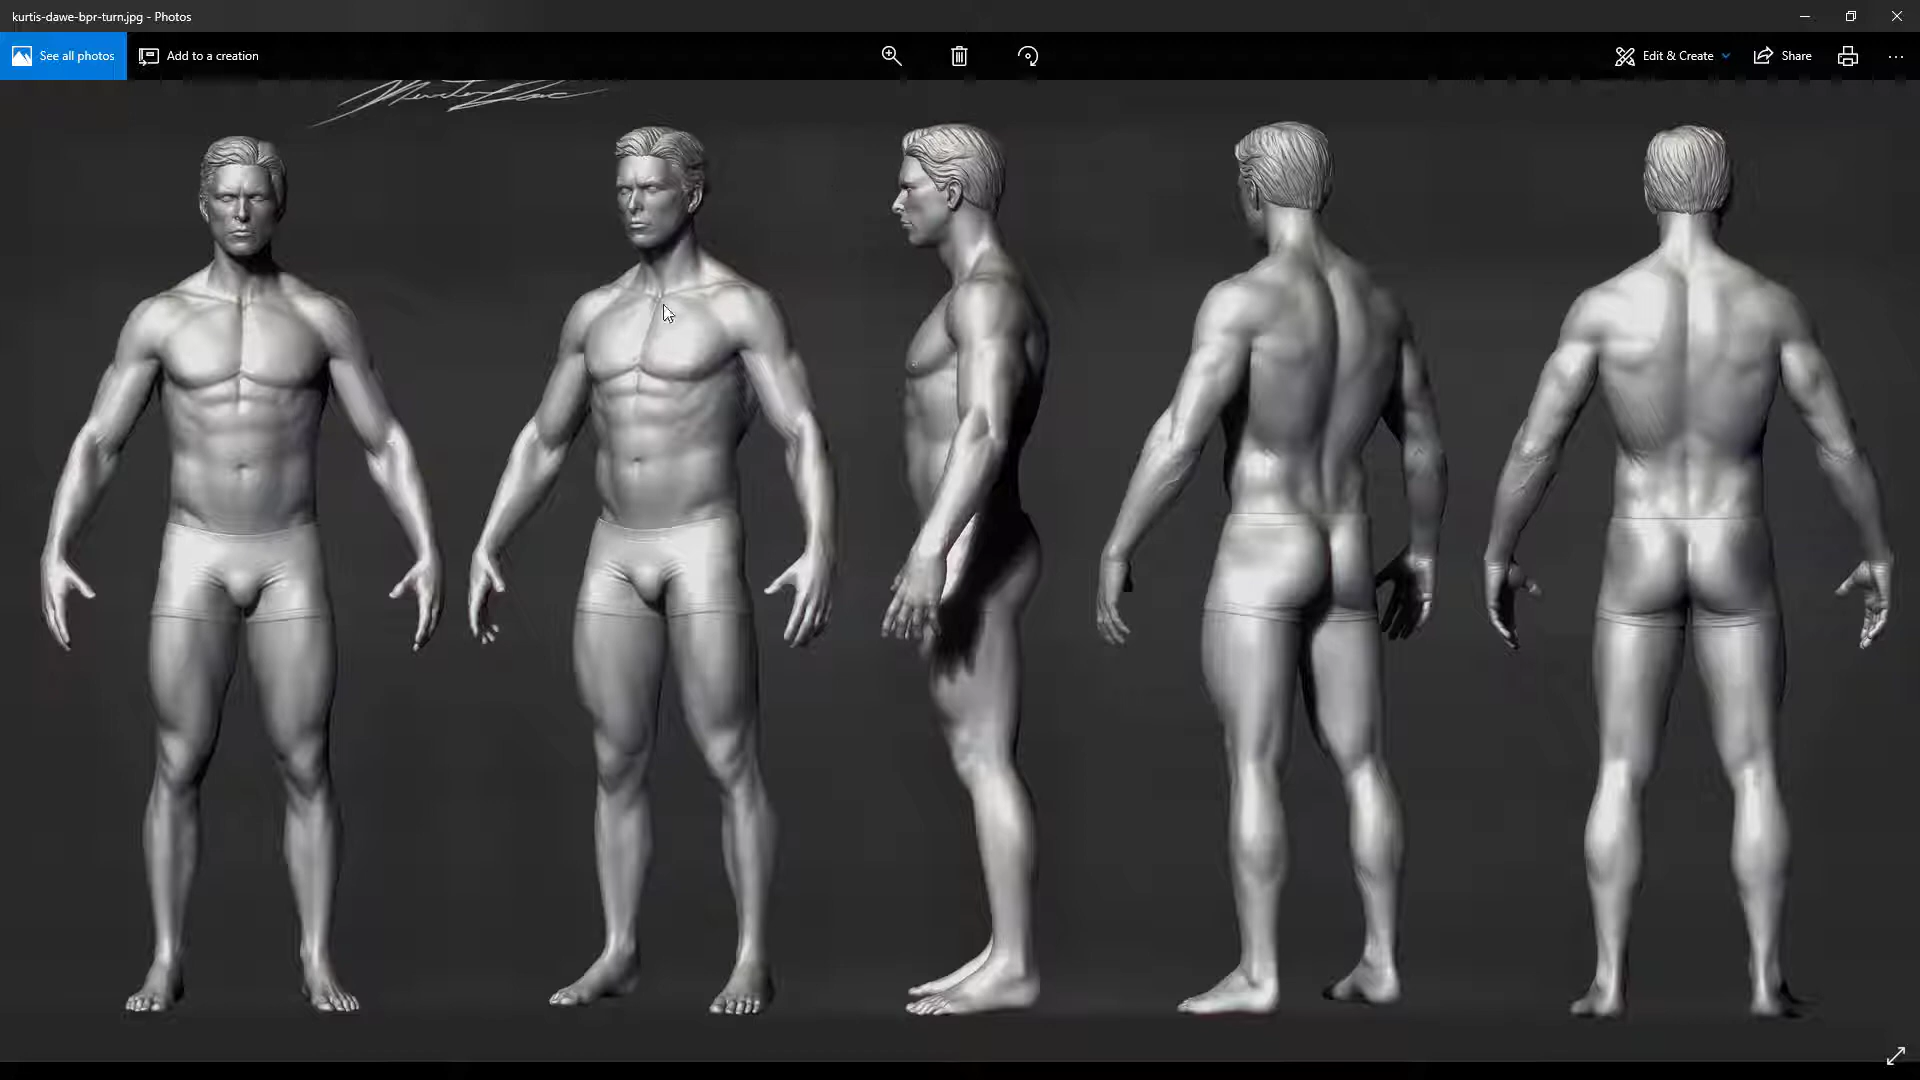 kurtis-dawe-bpr-turn.jpg - Photos
See all photos
Add to a creation
Edit & Create
Share